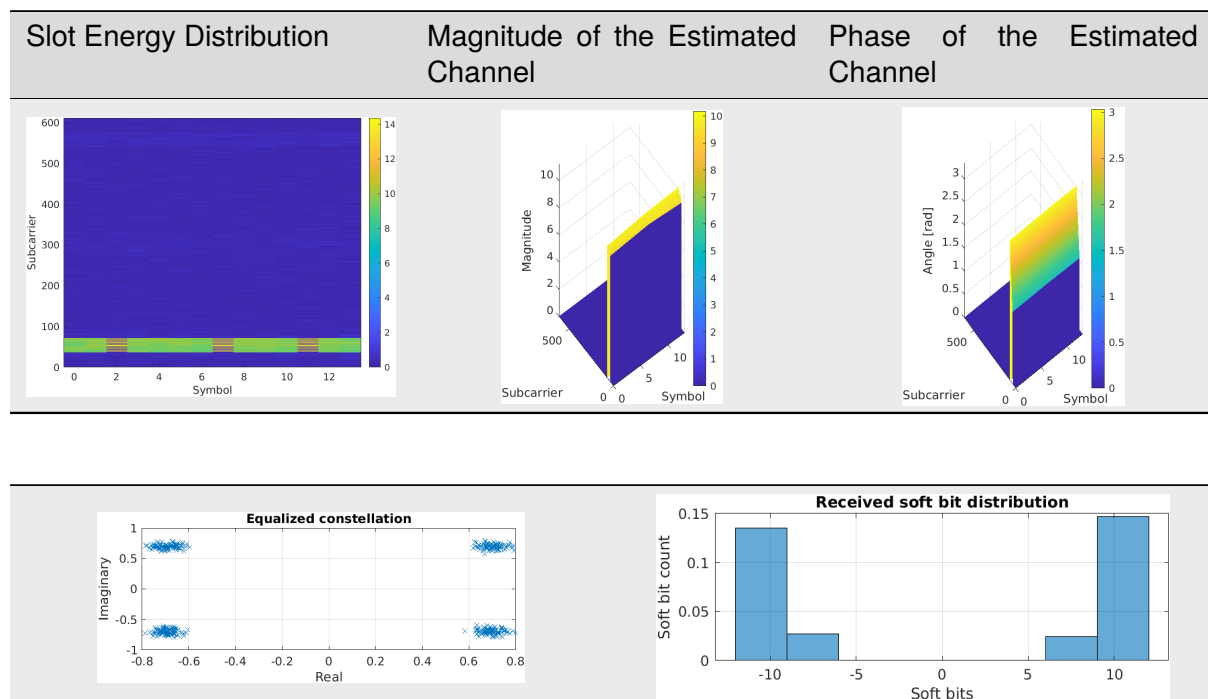 Slot Energy Distribution
Magnitude of the Estimated
Channel
Phase of the Estimated
Channel
600
500
400
300
200
100
0
Subcarrier
0 2 4 6 8 10 12
Symbol
14
12
10
8
6
4
2
0
10
8
6
4
2
0
Magnitude
500
0
Subcarrier
0
5
10
Symbol
10
9
8
7
6
5
4
3
2
1
0
3
2.5
2
1.5
1
0.5
0
Angle [rad]
500
0
Subcarrier
0
5
10
Symbol
3
2.5
2
1.5
1
0.5
0
Equalized constellation
1
0.5
0
-0.5
-1
Imaginary
-0.8 -0.6 -0.4 -0.2 0 0.2 0.4 0.6 0.8
Real
Received soft bit distribution
0.15
0.1
0.05
0
Soft bit count
-10 -5 0 5 10
Soft bits